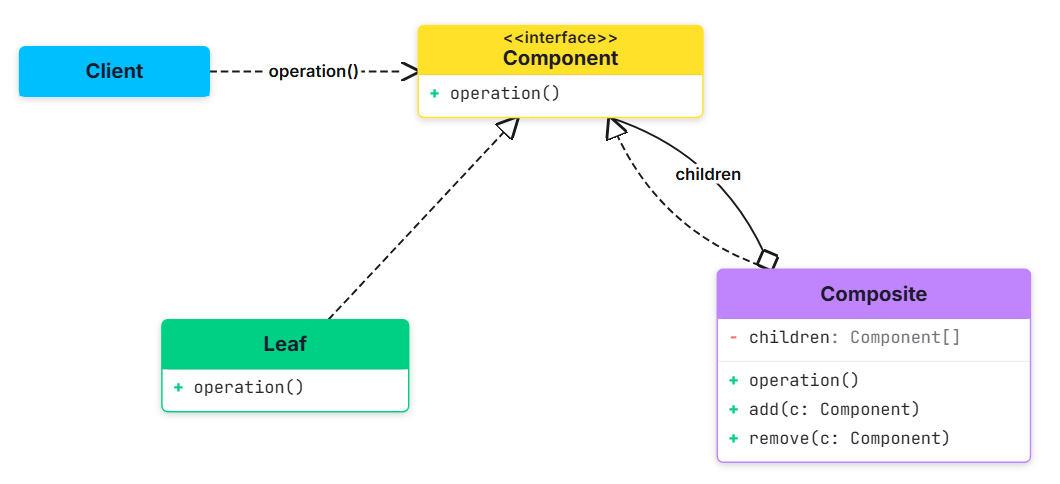 Client
operation()
<<interface>>
Component
+ operation()
children
Leaf
+ operation()
Composite
- children: Component[]
+ operation()
+ add(c: Component)
+ remove(c: Component)